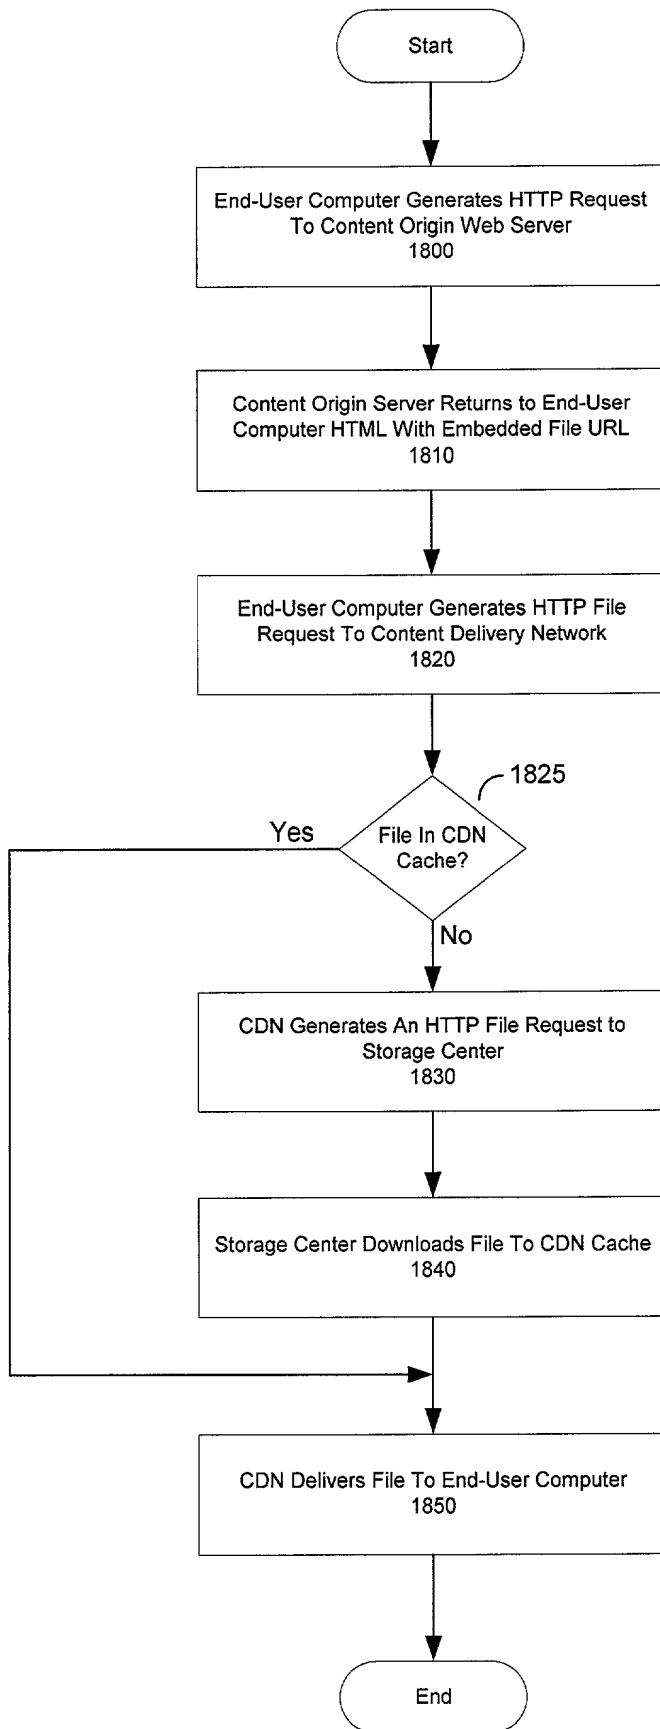 Start
End-User Computer Generates HTTP Request
To Content Origin Web Server
1800
Content Origin Server Returns to End-User
Computer HTML With Embedded File URL
1810
End-User Computer Generates HTTP File
Request To Content Delivery Network
1820
1825
Yes
File In CDN
Cache?
No
CDN Generates An HTTP File Request to
Storage Center
1830
Storage Center Downloads File To CDN Cache
1840
CDN Delivers File To End-User Computer
1850
End